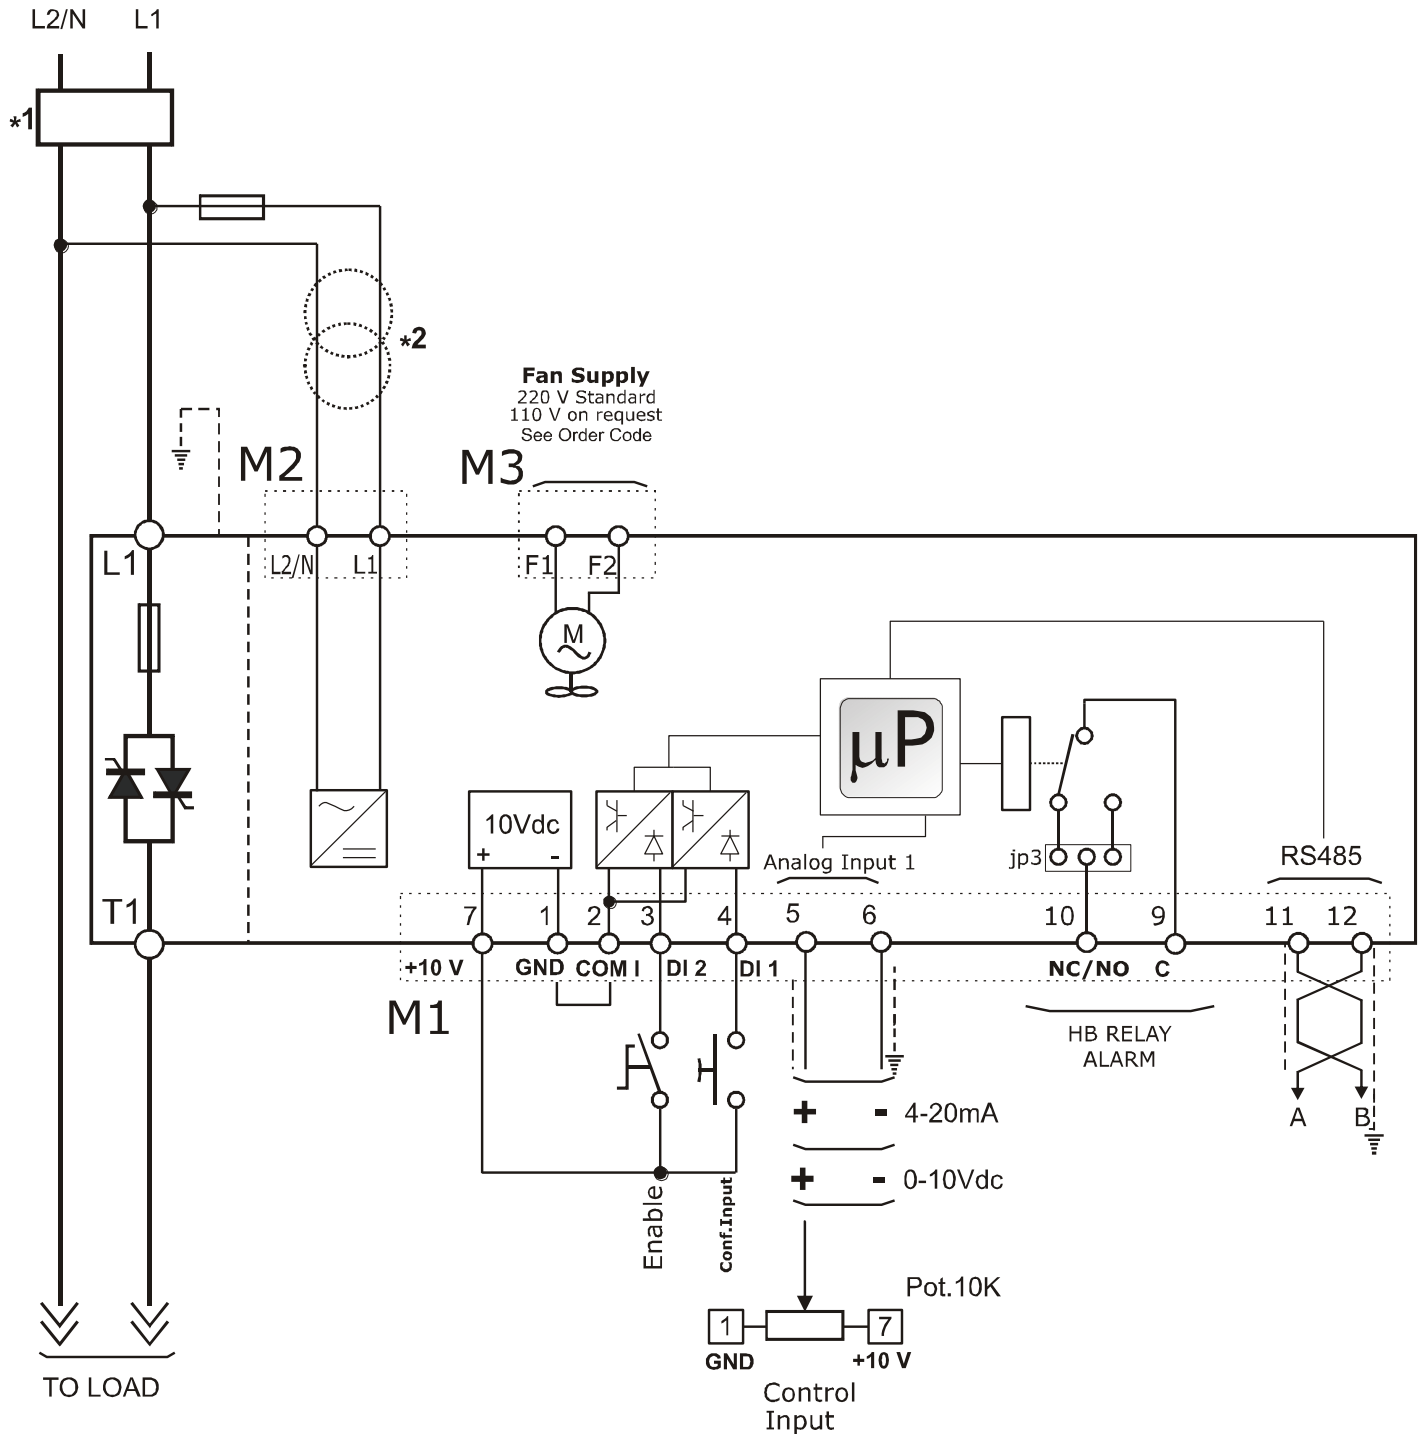 L2/N L1
*1
*2
Fan Supply
220 V Standard
110 V on request
See Order Code
M2 M3
L1 L2/N L1 F1 F2
M
µP
10Vdc
+ -
Analog Input 1
jp3
RS485
T1 7 1 2 3 4 5 6 10 9 11 12
+10 V GND COM I DI 2 DI 1 NC/NO C
M1
HB RELAY
ALARM
A B
+ - 4-20mA
+ - 0-10Vdc
Enable
Conf.Input
Pot.10K
1 7
GND +10 V
TO LOAD
Control
Input